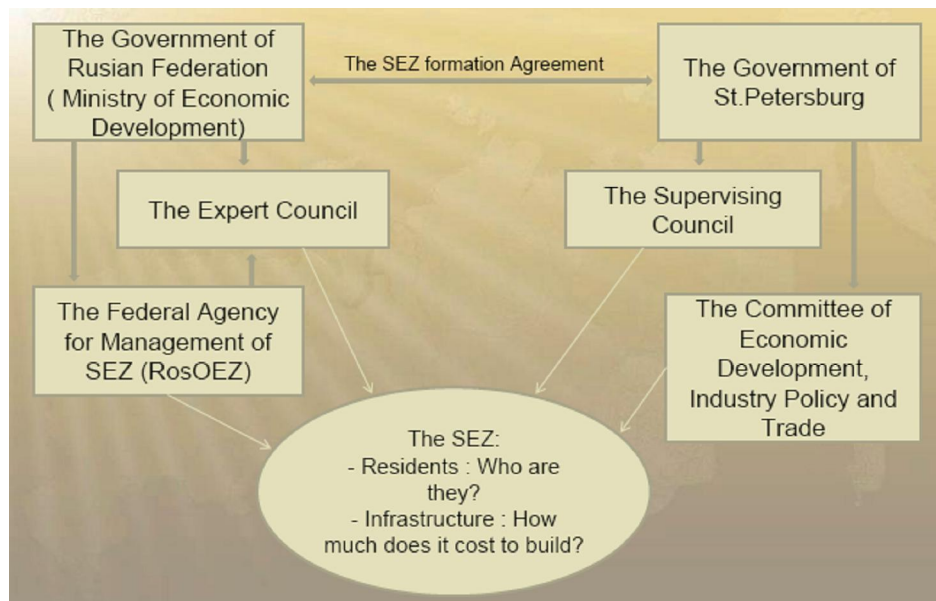 The Government of
Rusian Federation
( Ministry of Economic
Development)
The SEZ formation Agreement
The Government of
St.Petersburg
The Expert Council
The Supervising
Council
The Federal Agency
for Management of
SEZ (RosOEZ)
The Committee of
Economic
Development,
Industry Policy and
Trade
The SEZ:
- Residents : Who are
they?
- Infrastructure : How
much does it cost to build?